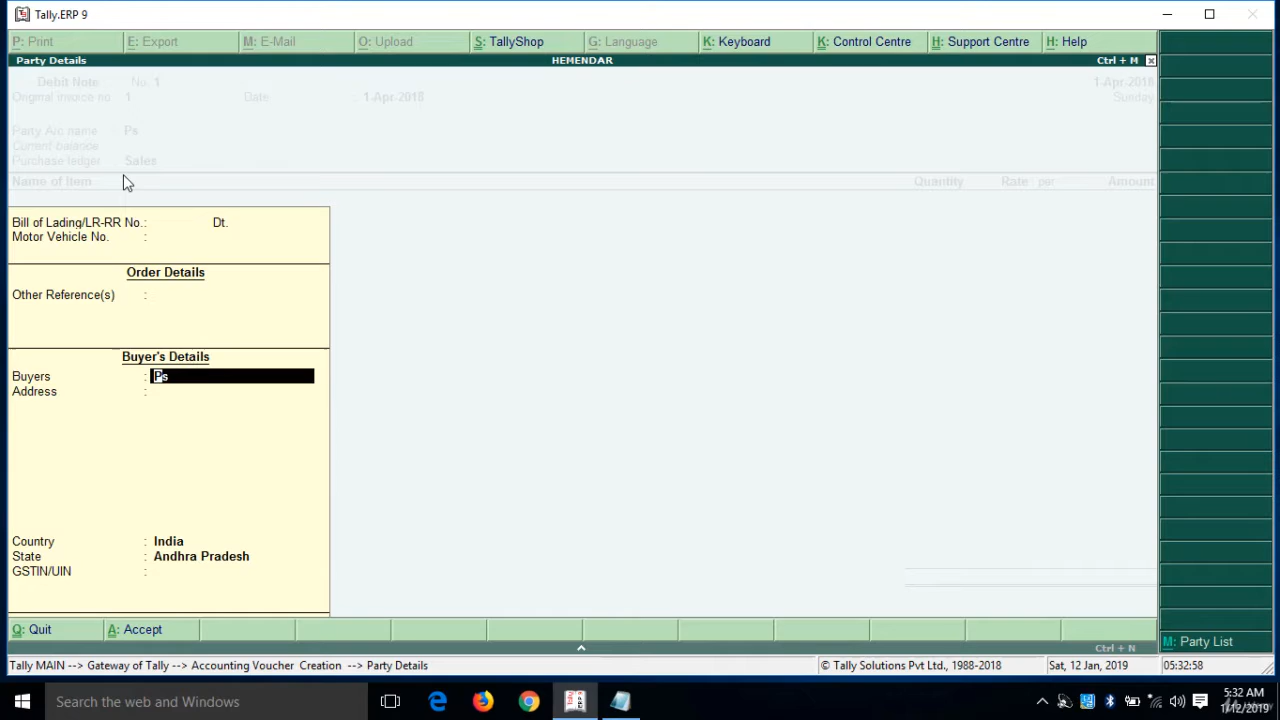 Tally.ERP 9
P: Print E: Export M: E-Mail O: Upload S: TallyShop G: Language K: Keyboard K: Control Centre H: Support Centre H: Help
Party Details HEMENDAR Ctrl + M
Debit Note No. 1 1-Apr-2018
Original invoice no. 1 Date : 1-Apr-2018 Sunday
Party A/c name Ps
Current balance
Purchase ledger Sales
Name of Item Quantity Rate per Amount
Bill of Lading/LR-RR No.: Dt.
Motor Vehicle No. :
Order Details
Other Reference(s) :
Buyer's Details
Buyers : Ps
Address :
Country : India
State : Andhra Pradesh
GSTIN/UIN :
Q: Quit A: Accept
M: Party List
Ctrl + N
Tally MAIN --> Gateway of Tally --> Accounting Voucher Creation --> Party Details © Tally Solutions Pvt Ltd., 1988-2018 Sat, 12 Jan, 2019 05:32:58
Search the web and Windows
5:32 AM
1/12/2019